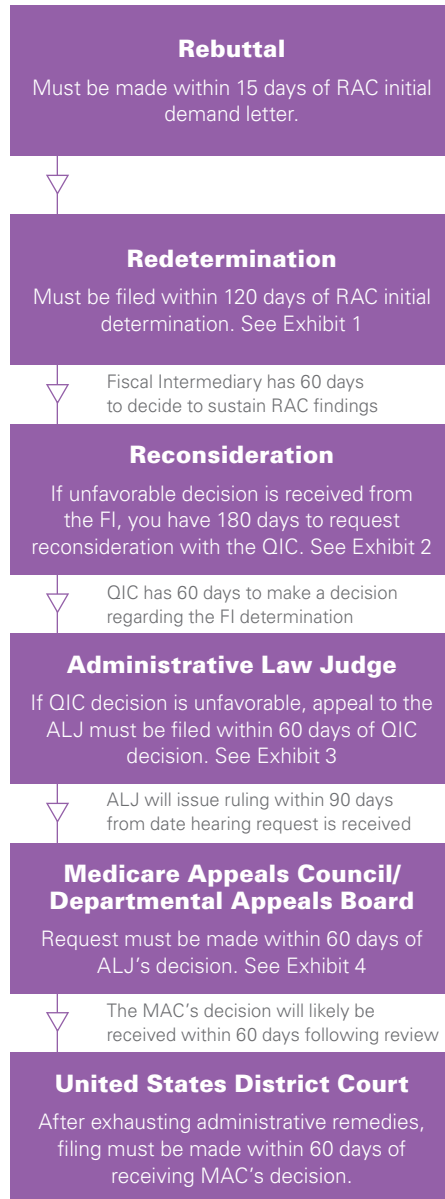 Rebuttal
Must be made within 15 days of RAC initial
demand letter.
Redetermination
Must be filed within 120 days of RAC initial
determination. See Exhibit 1
Fiscal Intermediary has 60 days
to decide to sustain RAC findings
Reconsideration
If unfavorable decision is received from
the FI, you have 180 days to request
reconsideration with the QIC. See Exhibit 2
QIC has 60 days to make a decision
regarding the FI determination
Administrative Law Judge
If QIC decision is unfavorable, appeal to the
ALJ must be filed within 60 days of QIC
decision. See Exhibit 3
ALJ will issue ruling within 90 days
from date hearing request is received
Medicare Appeals Council/
Departmental Appeals Board
Request must be made within 60 days of
ALJ's decision. See Exhibit 4
The MAC's decision will likely be
received within 60 days following review
United States District Court
After exhausting administrative remedies,
filing must be made within 60 days of
receiving MAC's decision.